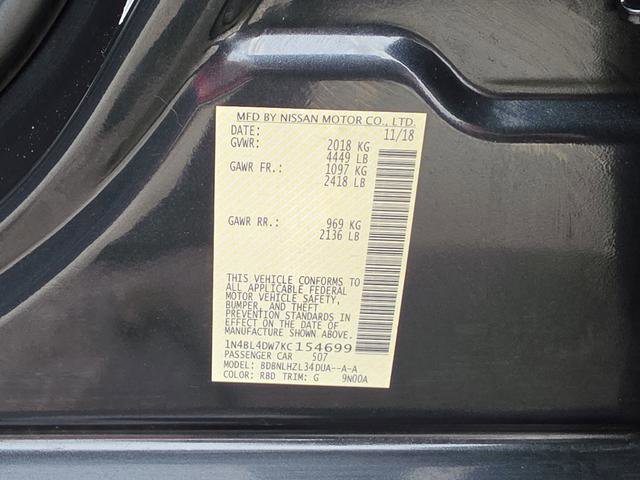 MFD BY NISSAN MOTOR CO., LTD.
DATE: 11/18
GVWR: 2018 KG
4449 LB
GAWR FR.: 1097 KG
2418 LB
GAWR RR.: 969 KG
2136 LB
THIS VEHICLE CONFORMS TO
ALL APPLICABLE FEDERAL
MOTOR VEHICLE SAFETY,
BUMPER, AND THEFT
PREVENTION STANDARDS IN
EFFECT ON THE DATE OF
MANUFACTURE SHOWN ABOVE.
1N4BL4DW7KC154699
PASSENGER CAR 507
MODEL: BDBNLHZL34DUA--A-A
COLOR: RBD TRIM: G 9N00A